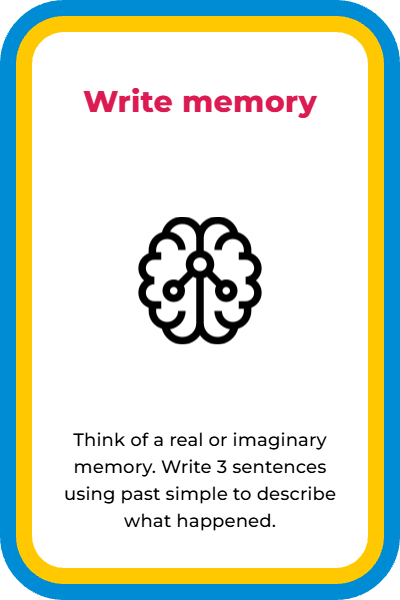 Write memory
Think of a real or imaginary
memory. Write 3 sentences
using past simple to describe
what happened.